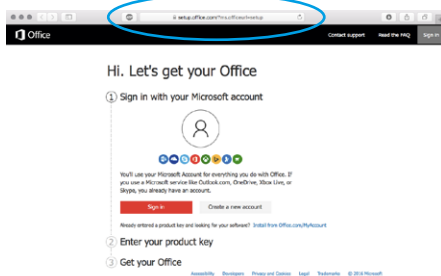 setup.office.com/?ms.officeurl=setup
Office
Contact support Read the FAQ Sign in
Hi. Let's get your Office
1 Sign in with your Microsoft account
You'll use your Microsoft Account for everything you do with Office. If
you use a Microsoft service like Outlook.com, OneDrive, Xbox Live, or
Skype, you already have an account.
Sign in Create a new account
Already entered a product key and looking for your software? Install from Office.com/MyAccount
2 Enter your product key
3 Get your Office
Accessibility Developers Privacy and Cookies Legal Trademarks © 2016 Microsoft